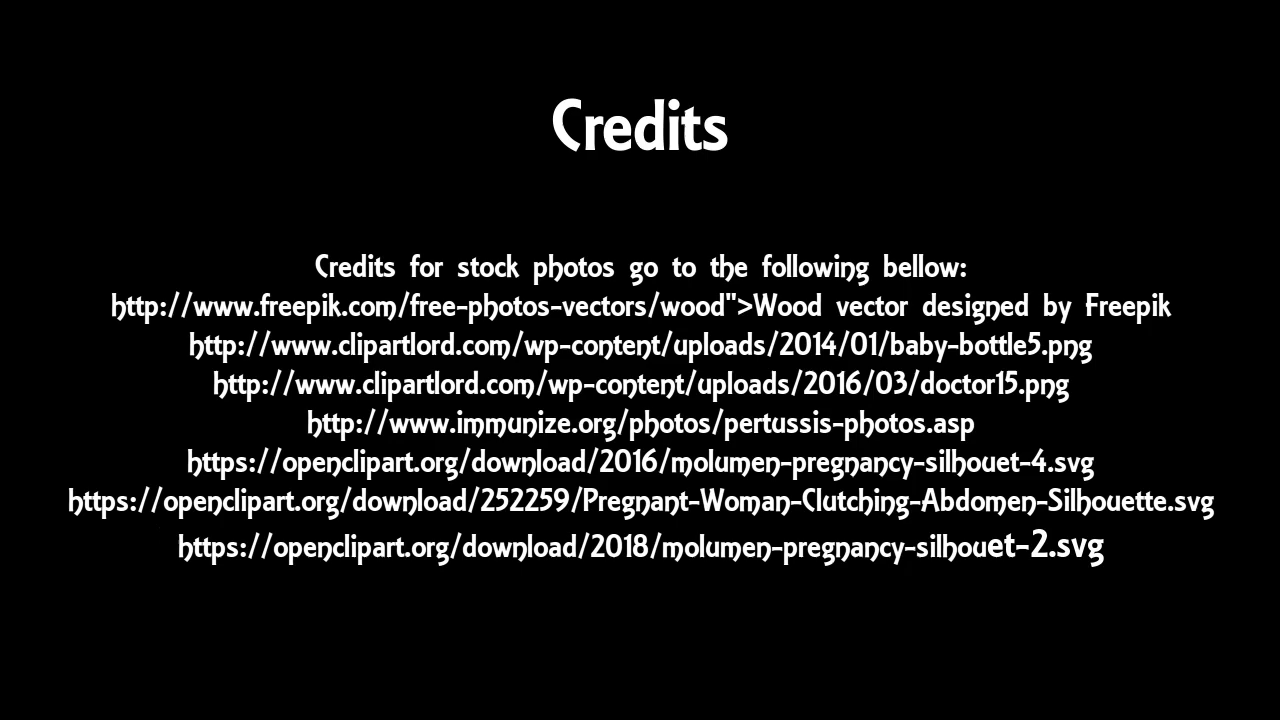 Credits
Credits for stock photos go to the following bellow:
http://www.freepik.com/free-photos-vectors/wood">Wood vector designed by Freepik
http://www.clipartlord.com/wp-content/uploads/2014/01/baby-bottle5.png
http://www.clipartlord.com/wp-content/uploads/2016/03/doctor15.png
http://www.immunize.org/photos/pertussis-photos.asp
https://openclipart.org/download/2016/molumen-pregnancy-silhouet-4.svg
https://openclipart.org/download/252259/Pregnant-Woman-Clutching-Abdomen-Silhouette.svg
https://openclipart.org/download/2018/molumen-pregnancy-silhouet-2.svg